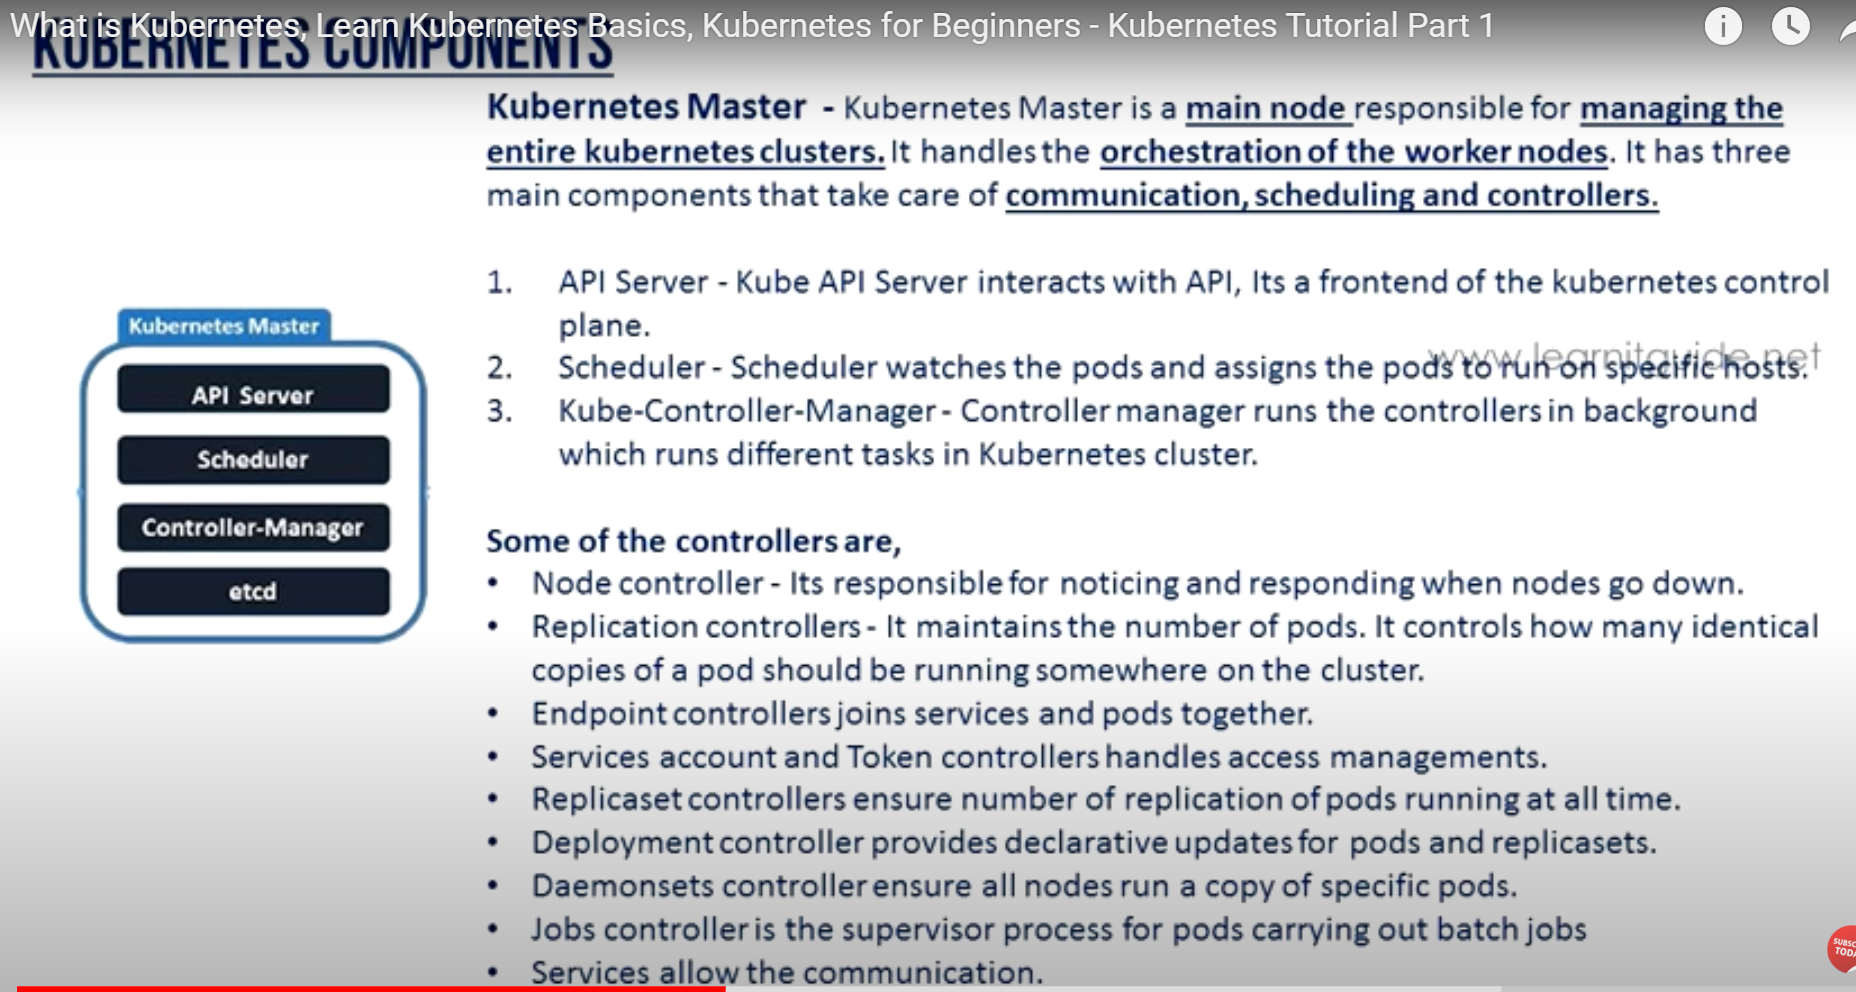 What is Kubernetes, Learn Kubernetes Basics, Kubernetes for Beginners - Kubernetes Tutorial Part 1
KUBERNETES COMPONENTS
Kubernetes Master - Kubernetes Master is a main node responsible for managing the
entire kubernetes clusters. It handles the orchestration of the worker nodes. It has three
main components that take care of communication, scheduling and controllers.
1. API Server - Kube API Server interacts with API, Its a frontend of the kubernetes control
plane.
www.learnitguide.net
2. Scheduler - Scheduler watches the pods and assigns the pods to run on specific hosts.
3. Kube-Controller-Manager - Controller manager runs the controllers in background
which runs different tasks in Kubernetes cluster.
Kubernetes Master
API Server
Scheduler
Controller-Manager
etcd
Some of the controllers are,
• Node controller - Its responsible for noticing and responding when nodes go down.
• Replication controllers - It maintains the number of pods. It controls how many identical
copies of a pod should be running somewhere on the cluster.
• Endpoint controllers joins services and pods together.
• Services account and Token controllers handles access managements.
• Replicaset controllers ensure number of replication of pods running at all time.
• Deployment controller provides declarative updates for pods and replicasets.
• Daemonsets controller ensure all nodes run a copy of specific pods.
• Jobs controller is the supervisor process for pods carrying out batch jobs
• Services allow the communication.